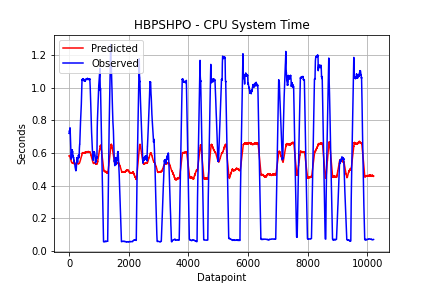 HBPSHPO - CPU System Time
Predicted
Observed
1.2
1.0
0.8
0.6
0.4
0.2
0.0
Seconds
0 2000 4000 6000 8000 10000
Datapoint